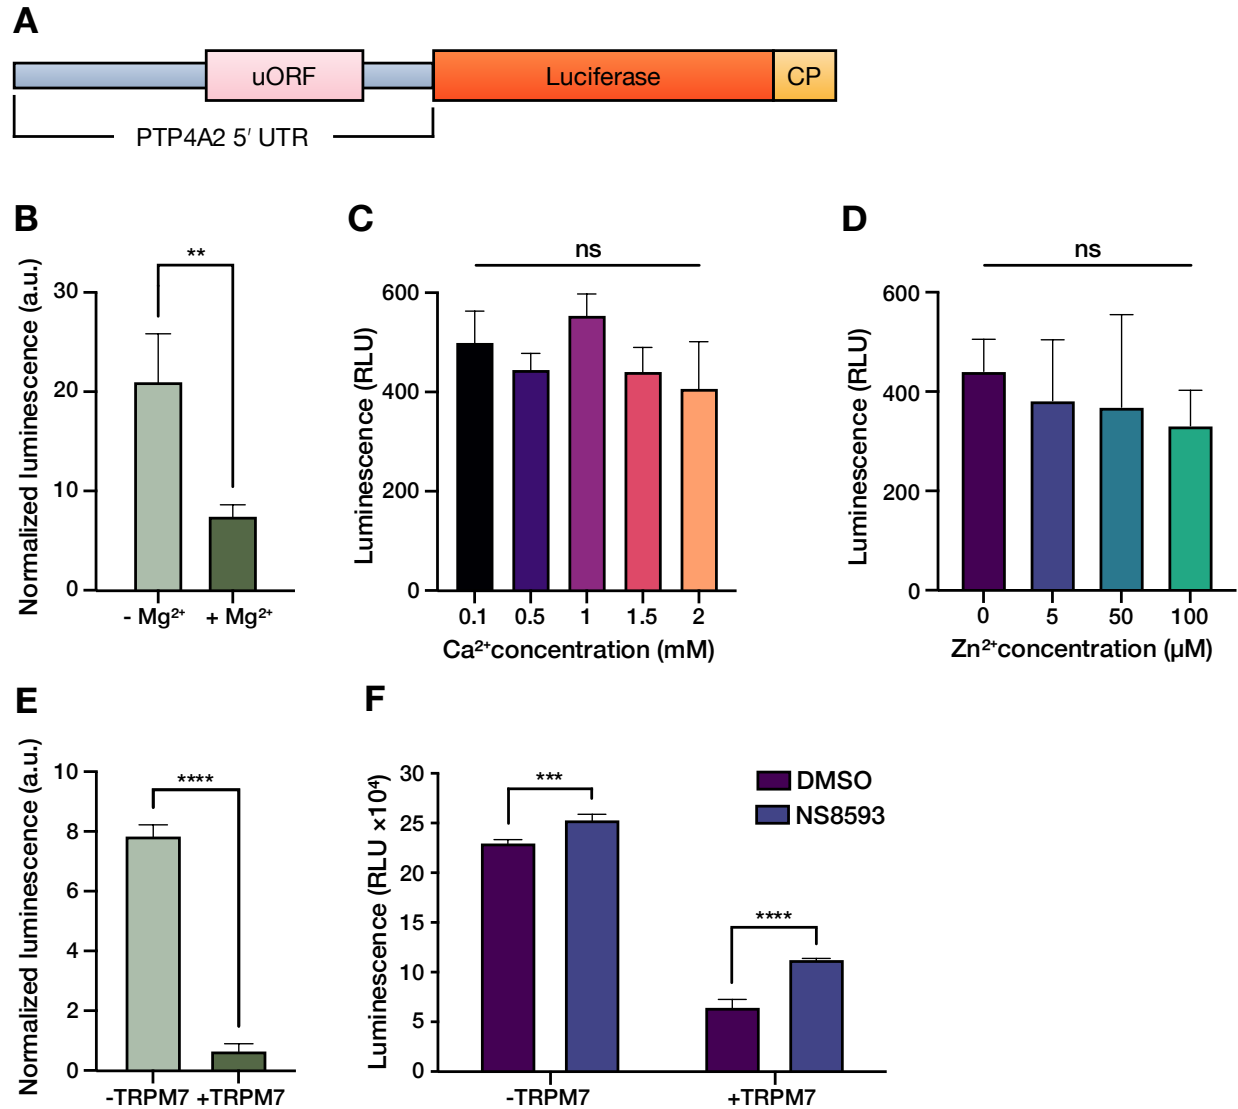 A
uORF
Luciferase
CP
PTP4A2 5′ UTR
B
**
Normalized luminescence (a.u.)
30
20
10
0
- Mg²⁺
+ Mg²⁺
C
ns
Luminescence (RLU)
600
400
200
0
0.1
0.5
1
1.5
2
Ca²⁺concentration (mM)
D
ns
Luminescence (RLU)
600
400
200
0
0
5
50
100
Zn²⁺concentration (µM)
E
****
Normalized luminescence (a.u.)
10
8
6
4
2
0
-TRPM7
+TRPM7
F
***
****
DMSO
NS8593
Luminescence (RLU ×10⁴)
30
25
20
15
10
5
0
-TRPM7
+TRPM7